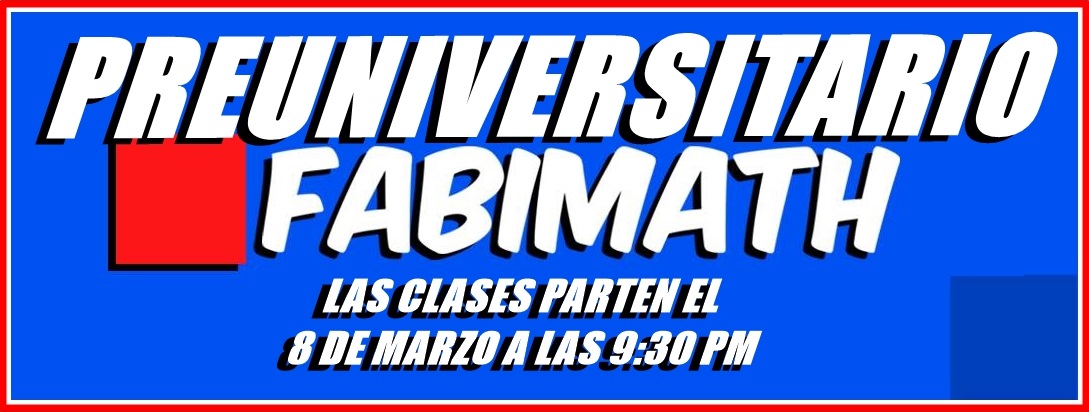 PREUNIVERSITARIO
FABIMATH
LAS CLASES PARTEN EL
8 DE MARZO A LAS 9:30 PM